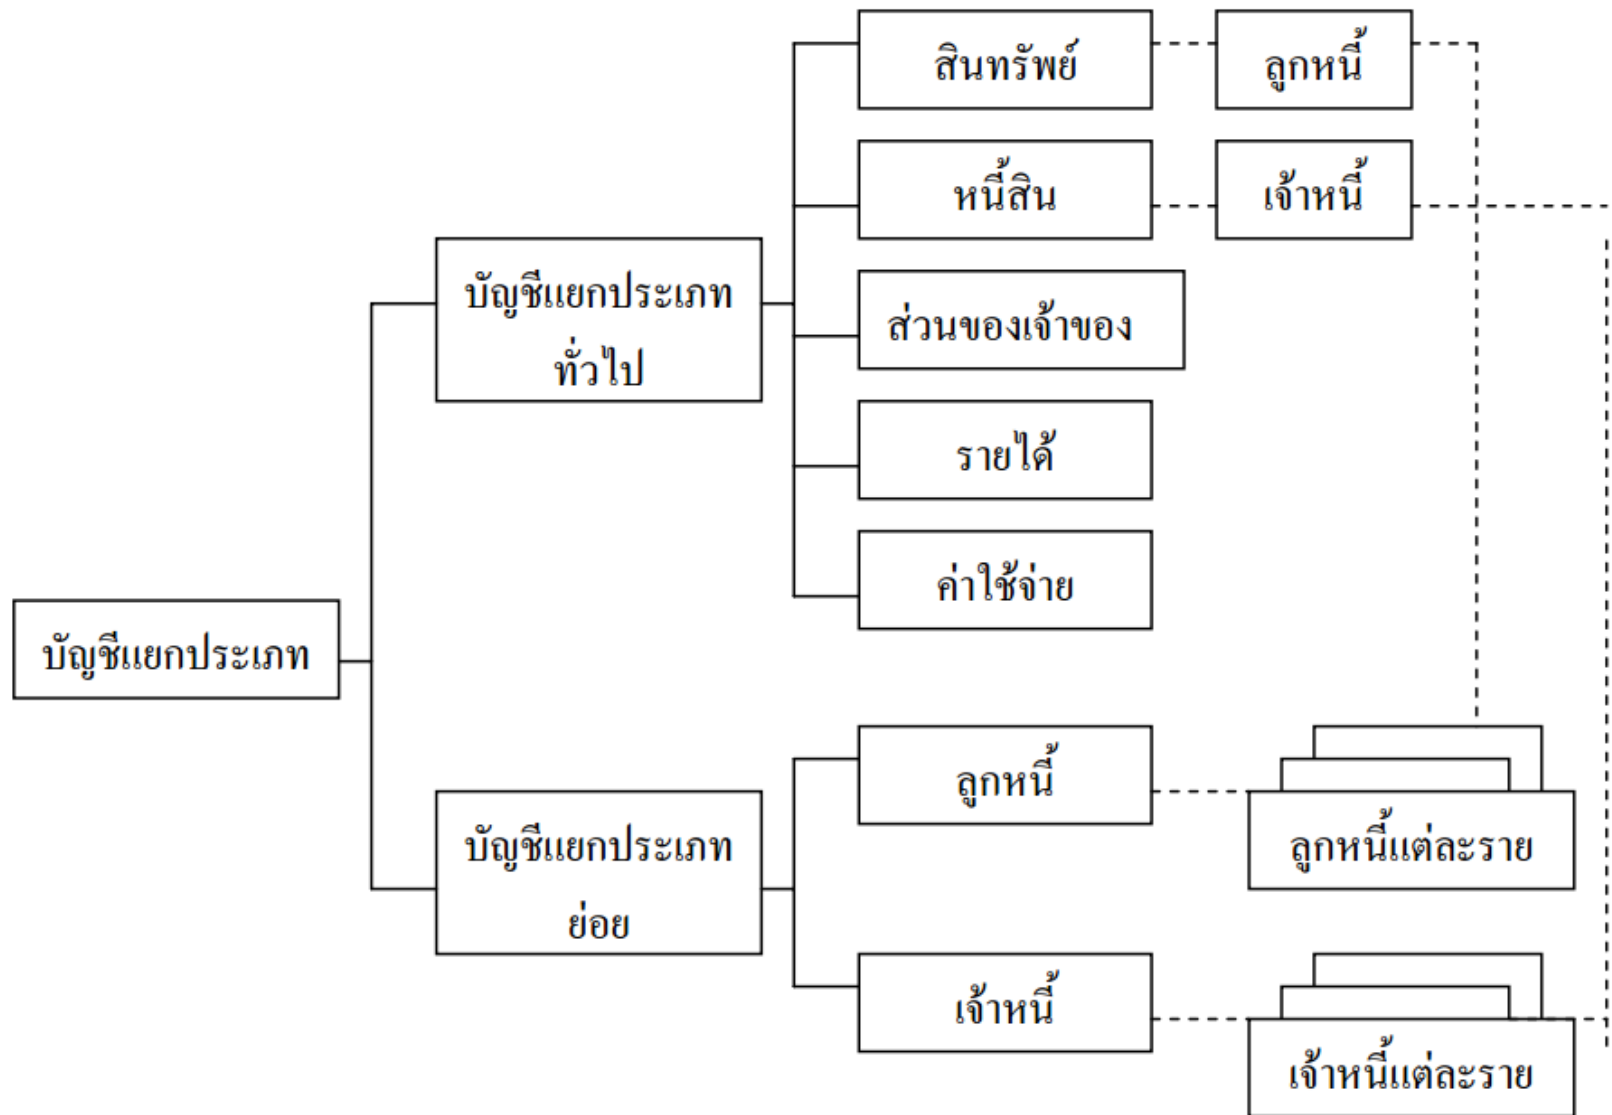 สินทรัพย์
ลูกหนี้
หนี้สิน
เจ้าหนี้
บัญชีแยกประเภท
ทั่วไป
ส่วนของเจ้าของ
รายได้
ค่าใช้จ่าย
บัญชีแยกประเภท
บัญชีแยกประเภท
ย่อย
ลูกหนี้
ลูกหนี้แต่ละราย
เจ้าหนี้
เจ้าหนี้แต่ละราย